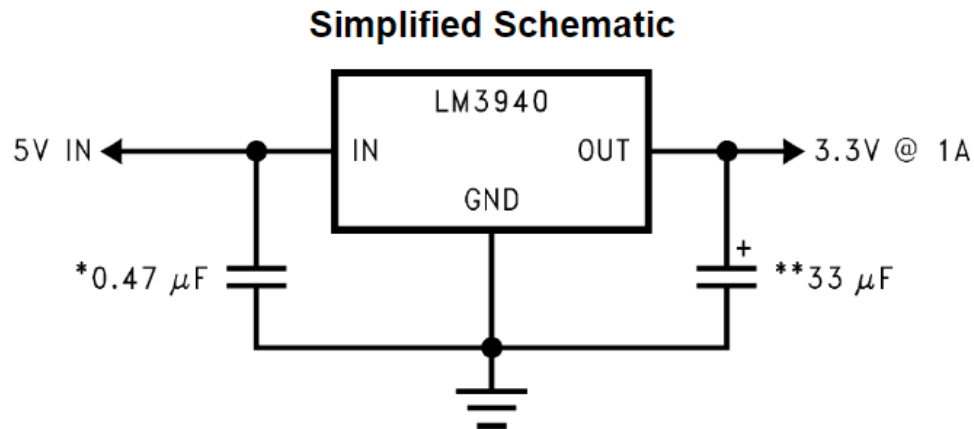 Simplified Schematic
LM3940
5V IN
IN
OUT
3.3V @ 1A
GND
*0.47 μF
+
**33 μF